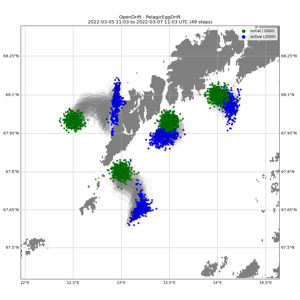 OpenDrift - PelagicEggDrift
2022-03-05 11:03 to 2022-03-07 11:03 UTC (49 steps)
initial (2000)
active (2000)
68.25°N
68.1°N
67.95°N
67.8°N
67.65°N
67.5°N
12°E
12.5°E
13°E
13.5°E
14°E
14.5°E